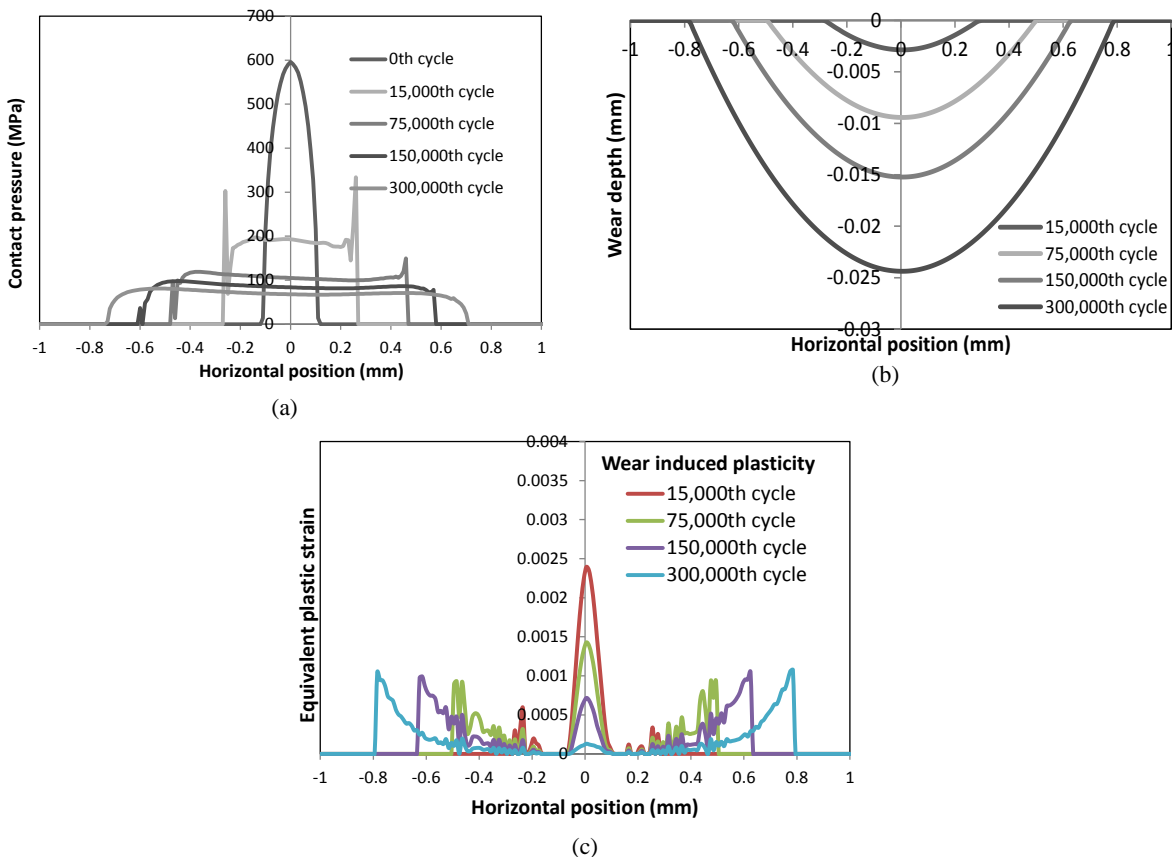 700
600
500
400
300
200
100
0
Contact pressure (MPa)
0th cycle
15,000th cycle
75,000th cycle
150,000th cycle
300,000th cycle
-1 -0.8 -0.6 -0.4 -0.2 0 0.2 0.4 0.6 0.8 1
Horizontal position (mm)
(a)
0
-1 -0.8 -0.6 -0.4 -0.2 0 0.2 0.4 0.6 0.8 1
-0.005
-0.01
-0.015
-0.02
-0.025
-0.03
Wear depth (mm)
15,000th cycle
75,000th cycle
150,000th cycle
300,000th cycle
Horizontal position (mm)
(b)
0.004
0.0035
0.003
0.0025
0.002
0.0015
0.001
0.0005
0
Equivalent plastic strain
Wear induced plasticity
15,000th cycle
75,000th cycle
150,000th cycle
300,000th cycle
-1 -0.8 -0.6 -0.4 -0.2 0 0.2 0.4 0.6 0.8 1
Horizontal position (mm)
(c)